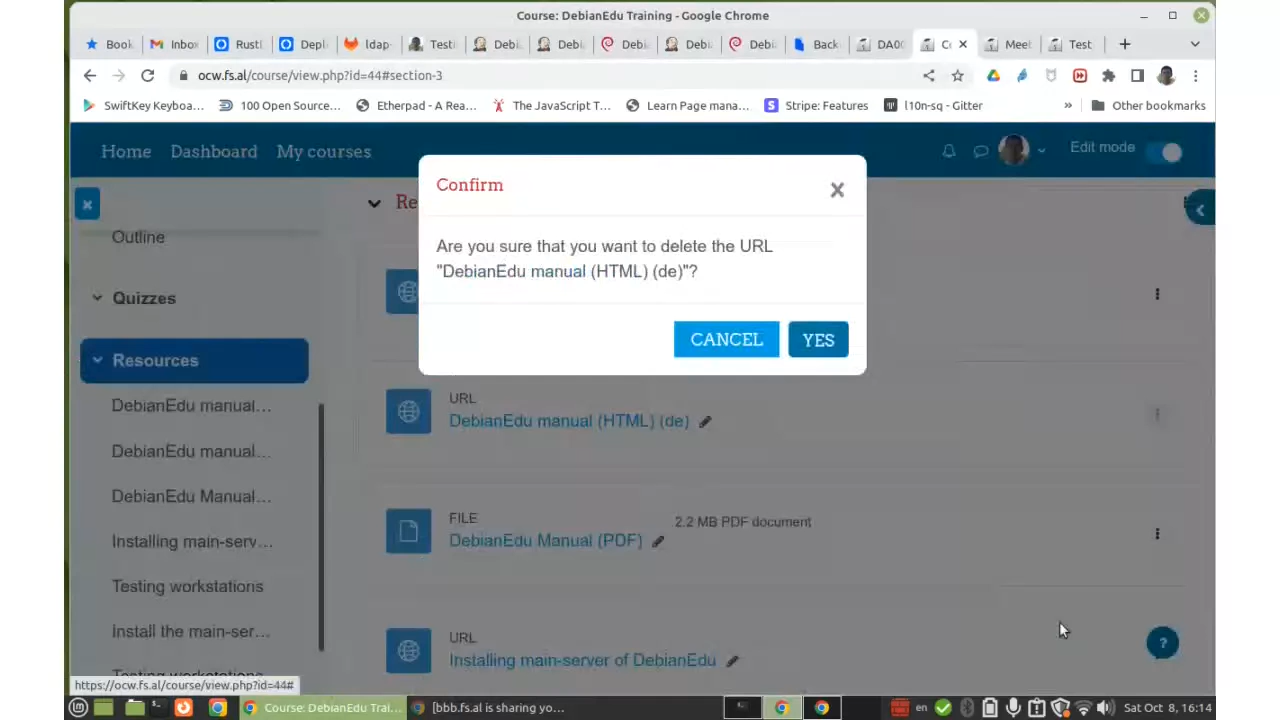 Course: DebianEdu Training - Google Chrome
Book
Inbo
Rusti
Depl
ldap
Testi
Debi
Debi
Debi
Debi
Debi
Back
DA00
Meet
Test
ocw.fs.al/course/view.php?id=44#section-3
SwiftKey Keyboa...
100 Open Source...
Etherpad - A Rea...
The JavaScript T...
Learn Page mana...
Stripe: Features
l10n-sq - Gitter
»
Other bookmarks
Home
Dashboard
My courses
Edit mode
Confirm
Re
Are you sure that you want to delete the URL
"DebianEdu manual (HTML) (de)"?
CANCEL
YES
Outline
Quizzes
Resources
DebianEdu manual...
DebianEdu manual...
DebianEdu Manual...
Installing main-serv...
Testing workstations
Install the main-ser...
Testing workstations
URL
DebianEdu manual (HTML) (de)
FILE
2.2 MB PDF document
DebianEdu Manual (PDF)
URL
Installing main-server of DebianEdu
?
https://ocw.fs.al/course/view.php?id=44#
Course: DebianEdu Trai...
[bbb.fs.al is sharing yo...
en
Sat Oct 8, 16:14